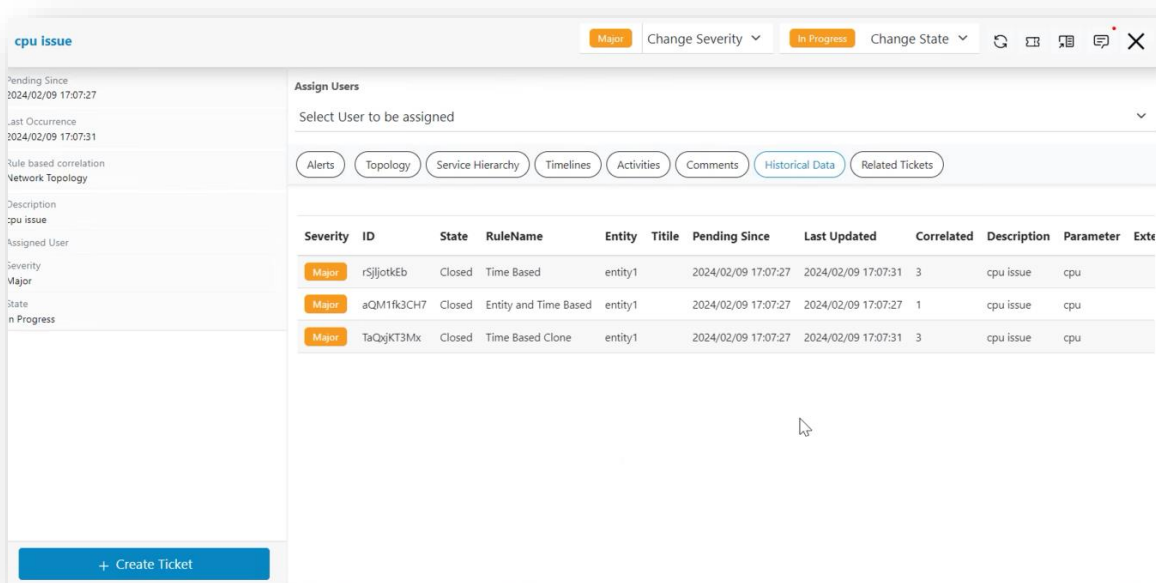 cpu issue
Major Change Severity In Progress Change State
Pending Since
2024/02/09 17:07:27
Last Occurrence
2024/02/09 17:07:31
Rule based correlation
Network Topology
Description
cpu issue
Assigned User
Severity
Major
State
In Progress
+ Create Ticket
Assign Users
Select User to be assigned
Alerts Topology Service Hierarchy Timelines Activities Comments Historical Data Related Tickets
Severity ID State RuleName Entity Titile Pending Since Last Updated Correlated Description Parameter Exte
Major rSjljotkEb Closed Time Based entity1 2024/02/09 17:07:27 2024/02/09 17:07:31 3 cpu issue cpu
Major aQM1fk3CH7 Closed Entity and Time Based entity1 2024/02/09 17:07:27 2024/02/09 17:07:27 1 cpu issue cpu
Major TaQxjKT3Mx Closed Time Based Clone entity1 2024/02/09 17:07:27 2024/02/09 17:07:31 3 cpu issue cpu